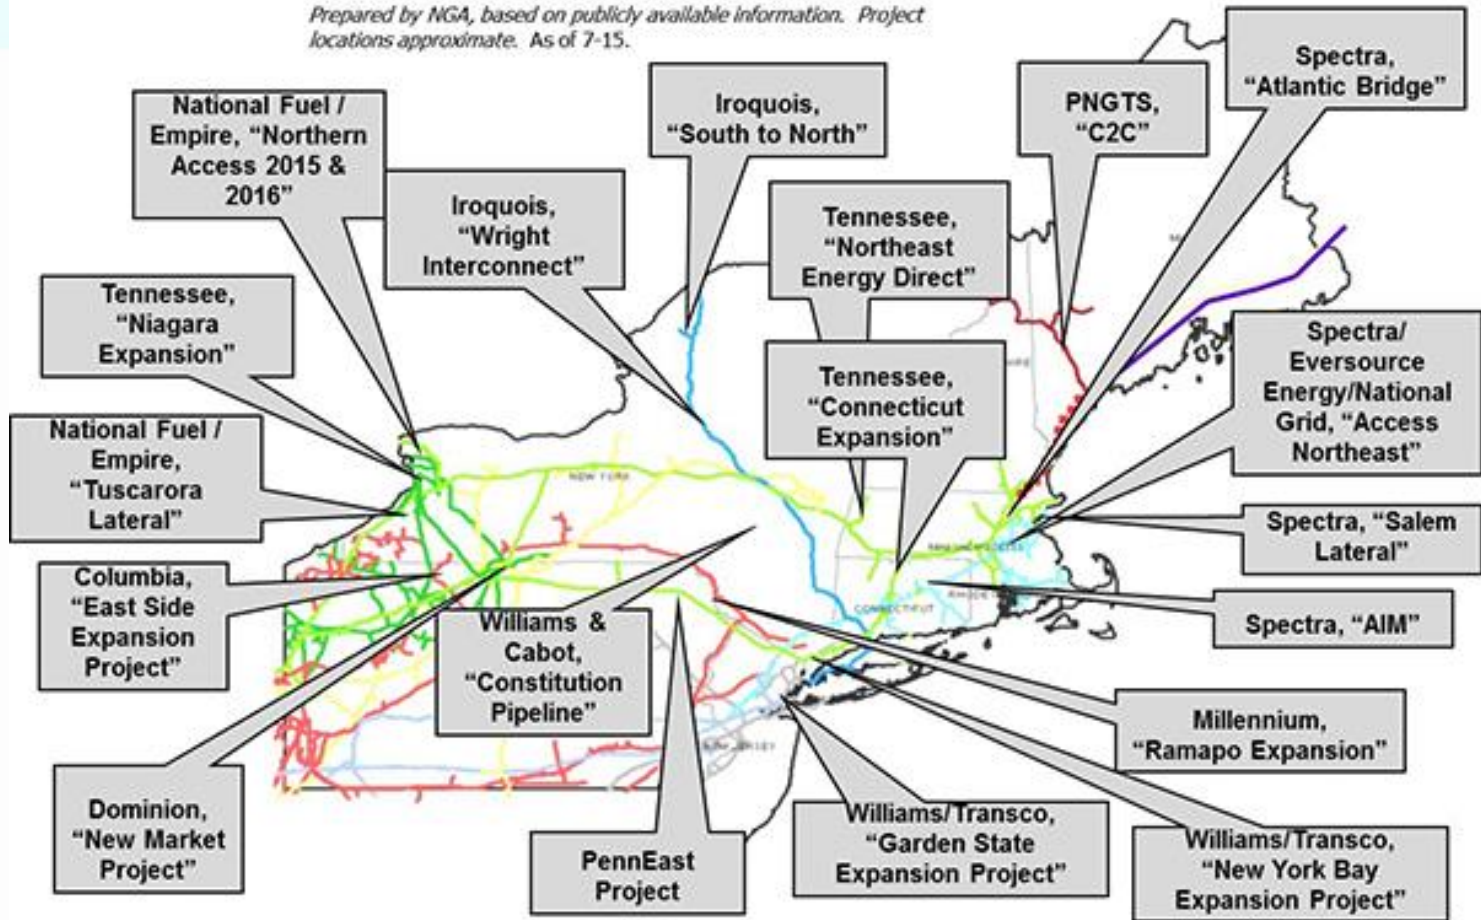 Prepared by NGA, based on publicly available information.  Project
locations approximate.  As of 7-15.
Spectra,
“Atlantic Bridge”
National Fuel /
Empire, “Northern
Access 2015 &
2016”
Iroquois,
“South to North”
PNGTS,
“C2C”
Iroquois,
“Wright
Interconnect”
Tennessee,
“Northeast
Energy Direct”
Tennessee,
“Niagara
Expansion”
Spectra/
Eversource
Energy/National
Grid, “Access
Northeast”
Tennessee,
“Connecticut
Expansion”
National Fuel /
Empire,
“Tuscarora
Lateral”
NEW YORK
Spectra, “Salem
Lateral”
MASSACHUSETTS
Columbia,
“East Side
Expansion
Project”
RHODE
CONNECTICUT
Williams &
Cabot,
“Constitution
Pipeline”
Spectra, “AIM”
Millennium,
“Ramapo Expansion”
NEW JERSEY
Dominion,
“New Market
Project”
PennEast
Project
Williams/Transco,
“Garden State
Expansion Project”
Williams/Transco,
“New York Bay
Expansion Project”